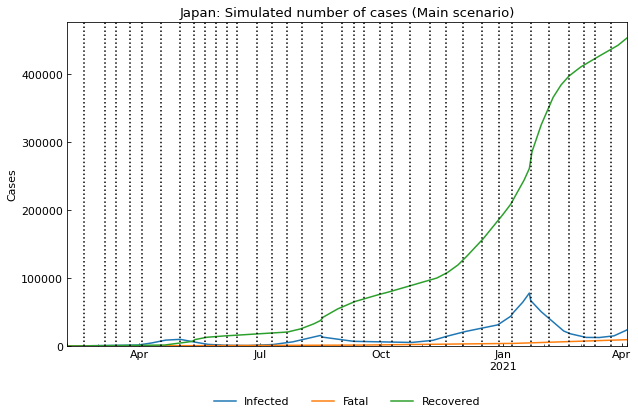 Japan: Simulated number of cases (Main scenario)
Cases
400000
300000
200000
100000
0
Apr
Jul
Oct
Jan
2021
Apr
Infected
Fatal
Recovered